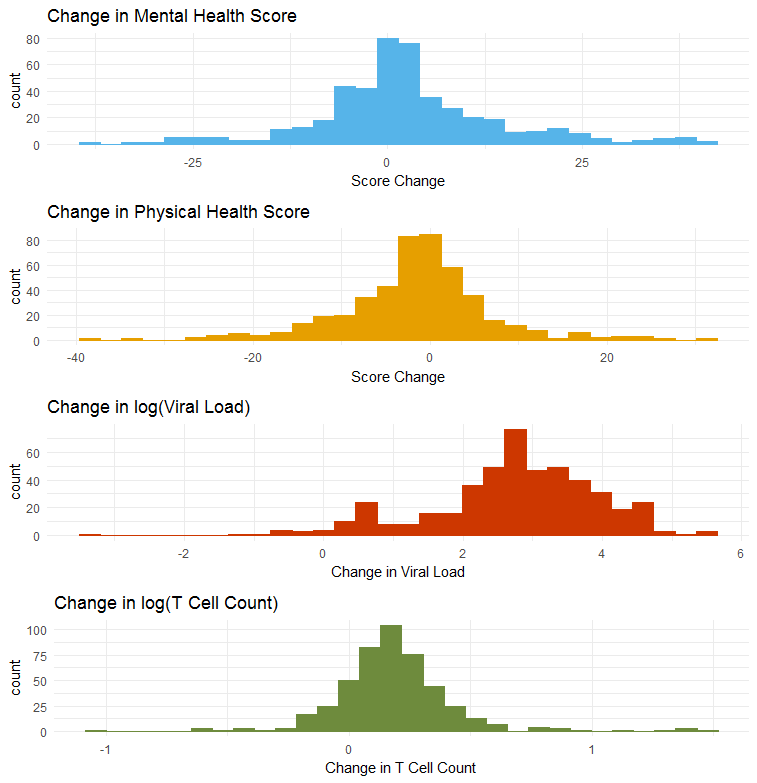 Change in Mental Health Score
count
80
60
40
20
0
-25 0 25
Score Change
Change in Physical Health Score
count
80
60
40
20
0
-40 -20 0 20
Score Change
Change in log(Viral Load)
count
60
40
20
0
-2 0 2 4 6
Change in Viral Load
Change in log(T Cell Count)
count
100
75
50
25
0
-1 0 1
Change in T Cell Count